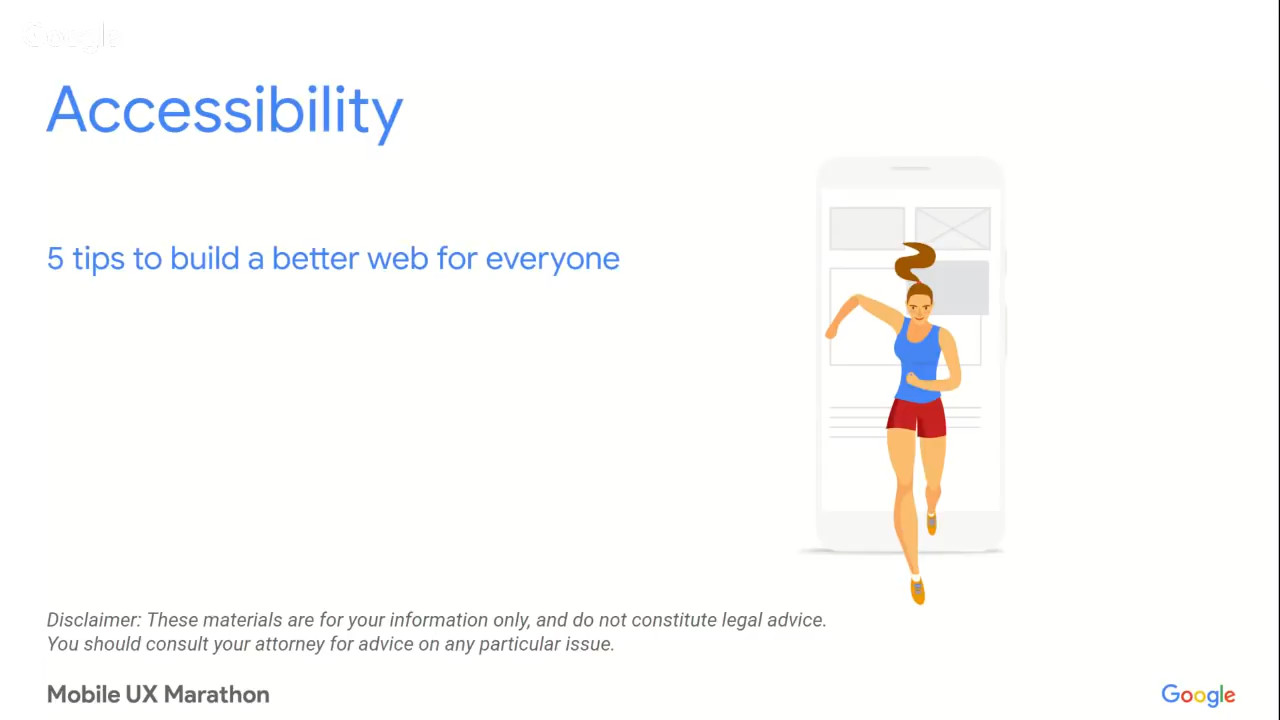 Google
Accessibility
5 tips to build a better web for everyone
Disclaimer: These materials are for your information only, and do not constitute legal advice.
You should consult your attorney for advice on any particular issue.
Mobile UX Marathon
Google